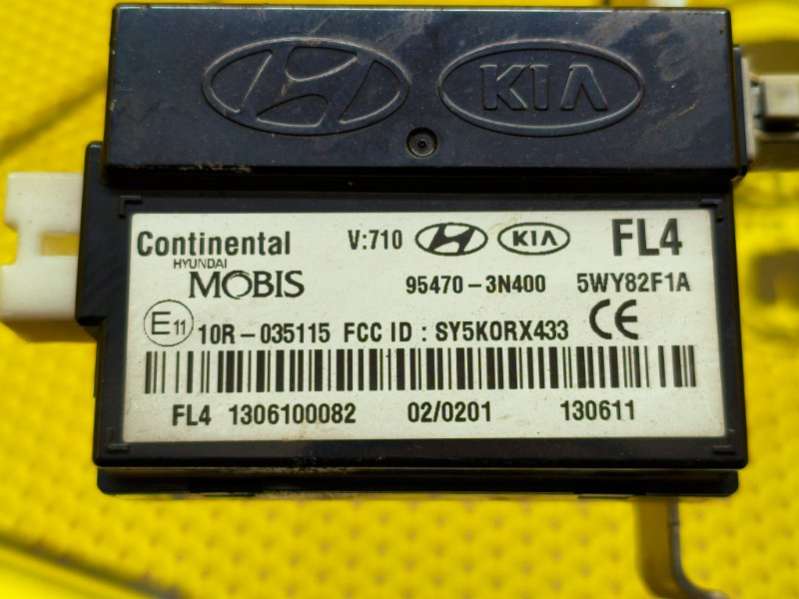 KIA
Continental V:710 KIA FL4
HYUNDAI
MOBIS 95470-3N400 5WY82F1A
E11 10R-035115 FCC ID : SY5KORX433 CE
FL4 1306100082 02/0201 130611